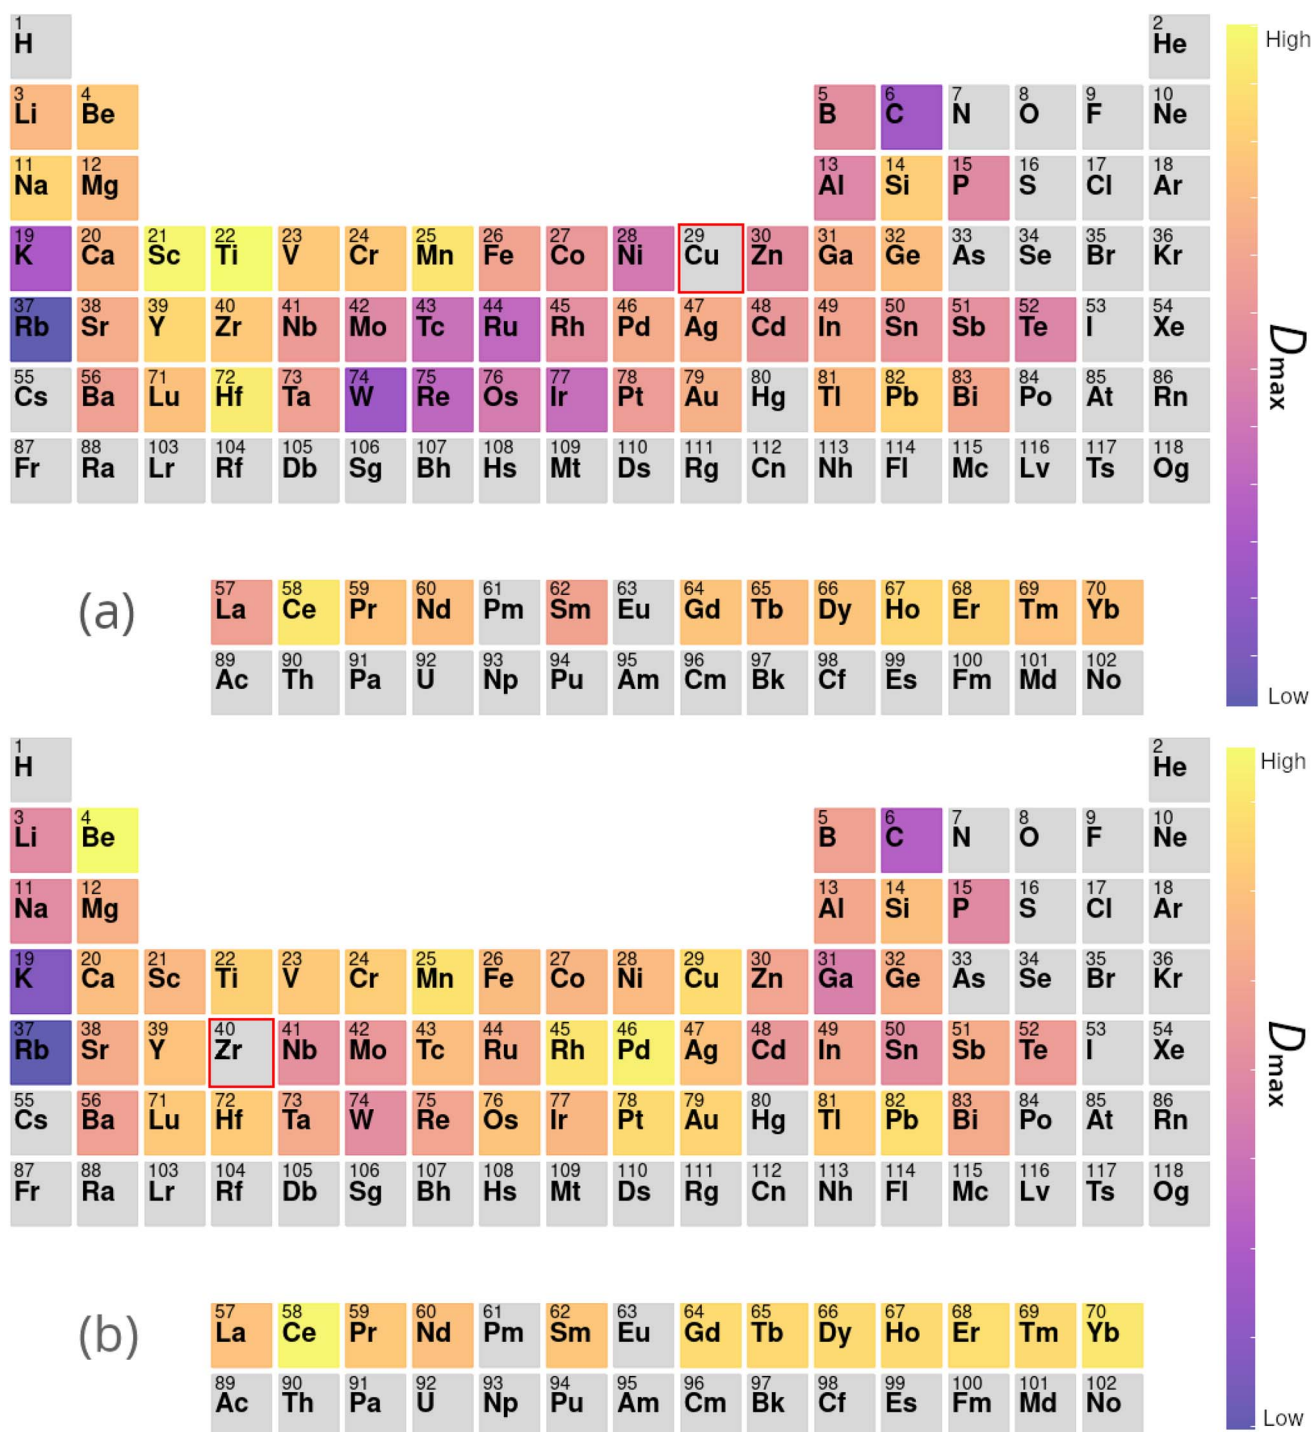 1 2
H He High
3 4 5 6 7 8 9 10
Li Be B C N O F Ne
11 12 13 14 15 16 17 18
Na Mg Al Si P S Cl Ar
19 20 21 22 23 24 25 26 27 28 29 30 31 32 33 34 35 36
K Ca Sc Ti V Cr Mn Fe Co Ni Cu Zn Ga Ge As Se Br Kr
37 38 39 40 41 42 43 44 45 46 47 48 49 50 51 52 53 54
Rb Sr Y Zr Nb Mo Tc Ru Rh Pd Ag Cd In Sn Sb Te I Xe
Dmax
55 56 71 72 73 74 75 76 77 78 79 80 81 82 83 84 85 86
Cs Ba Lu Hf Ta W Re Os Ir Pt Au Hg Tl Pb Bi Po At Rn
87 88 103 104 105 106 107 108 109 110 111 112 113 114 115 116 117 118
Fr Ra Lr Rf Db Sg Bh Hs Mt Ds Rg Cn Nh Fl Mc Lv Ts Og
(a)
57 58 59 60 61 62 63 64 65 66 67 68 69 70
La Ce Pr Nd Pm Sm Eu Gd Tb Dy Ho Er Tm Yb
89 90 91 92 93 94 95 96 97 98 99 100 101 102
Ac Th Pa U Np Pu Am Cm Bk Cf Es Fm Md No
Low
1 2
H He High
3 4 5 6 7 8 9 10
Li Be B C N O F Ne
11 12 13 14 15 16 17 18
Na Mg Al Si P S Cl Ar
19 20 21 22 23 24 25 26 27 28 29 30 31 32 33 34 35 36
K Ca Sc Ti V Cr Mn Fe Co Ni Cu Zn Ga Ge As Se Br Kr
37 38 39 40 41 42 43 44 45 46 47 48 49 50 51 52 53 54
Rb Sr Y Zr Nb Mo Tc Ru Rh Pd Ag Cd In Sn Sb Te I Xe
Dmax
55 56 71 72 73 74 75 76 77 78 79 80 81 82 83 84 85 86
Cs Ba Lu Hf Ta W Re Os Ir Pt Au Hg Tl Pb Bi Po At Rn
87 88 103 104 105 106 107 108 109 110 111 112 113 114 115 116 117 118
Fr Ra Lr Rf Db Sg Bh Hs Mt Ds Rg Cn Nh Fl Mc Lv Ts Og
(b)
57 58 59 60 61 62 63 64 65 66 67 68 69 70
La Ce Pr Nd Pm Sm Eu Gd Tb Dy Ho Er Tm Yb
89 90 91 92 93 94 95 96 97 98 99 100 101 102
Ac Th Pa U Np Pu Am Cm Bk Cf Es Fm Md No
Low